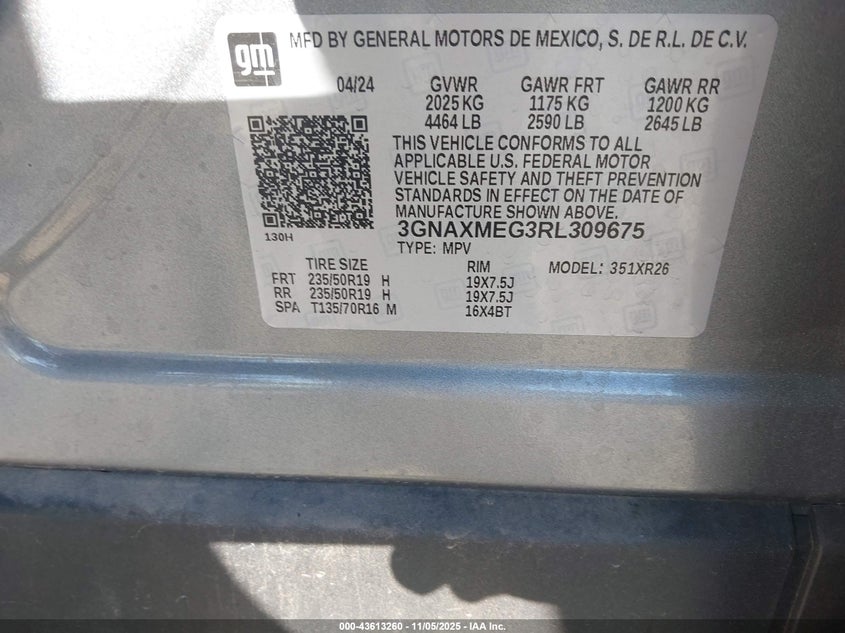 gm
MFD BY GENERAL MOTORS DE MEXICO, S. DE R.L. DE C.V.
04/24 GVWR GAWR FRT GAWR RR
2025 KG 1175 KG 1200 KG
4464 LB 2590 LB 2645 LB
THIS VEHICLE CONFORMS TO ALL
APPLICABLE U.S. FEDERAL MOTOR
VEHICLE SAFETY AND THEFT PREVENTION
STANDARDS IN EFFECT ON THE DATE OF
MANUFACTURE SHOWN ABOVE.
130H
3GNAXMEG3RL309675
TYPE: MPV
TIRE SIZE RIM MODEL: 351XR26
FRT 235/50R19 H 19X7.5J
RR 235/50R19 H 19X7.5J
SPA T135/70R16 M 16X4BT
000-43613260 - 11/05/2025 - IAA Inc.